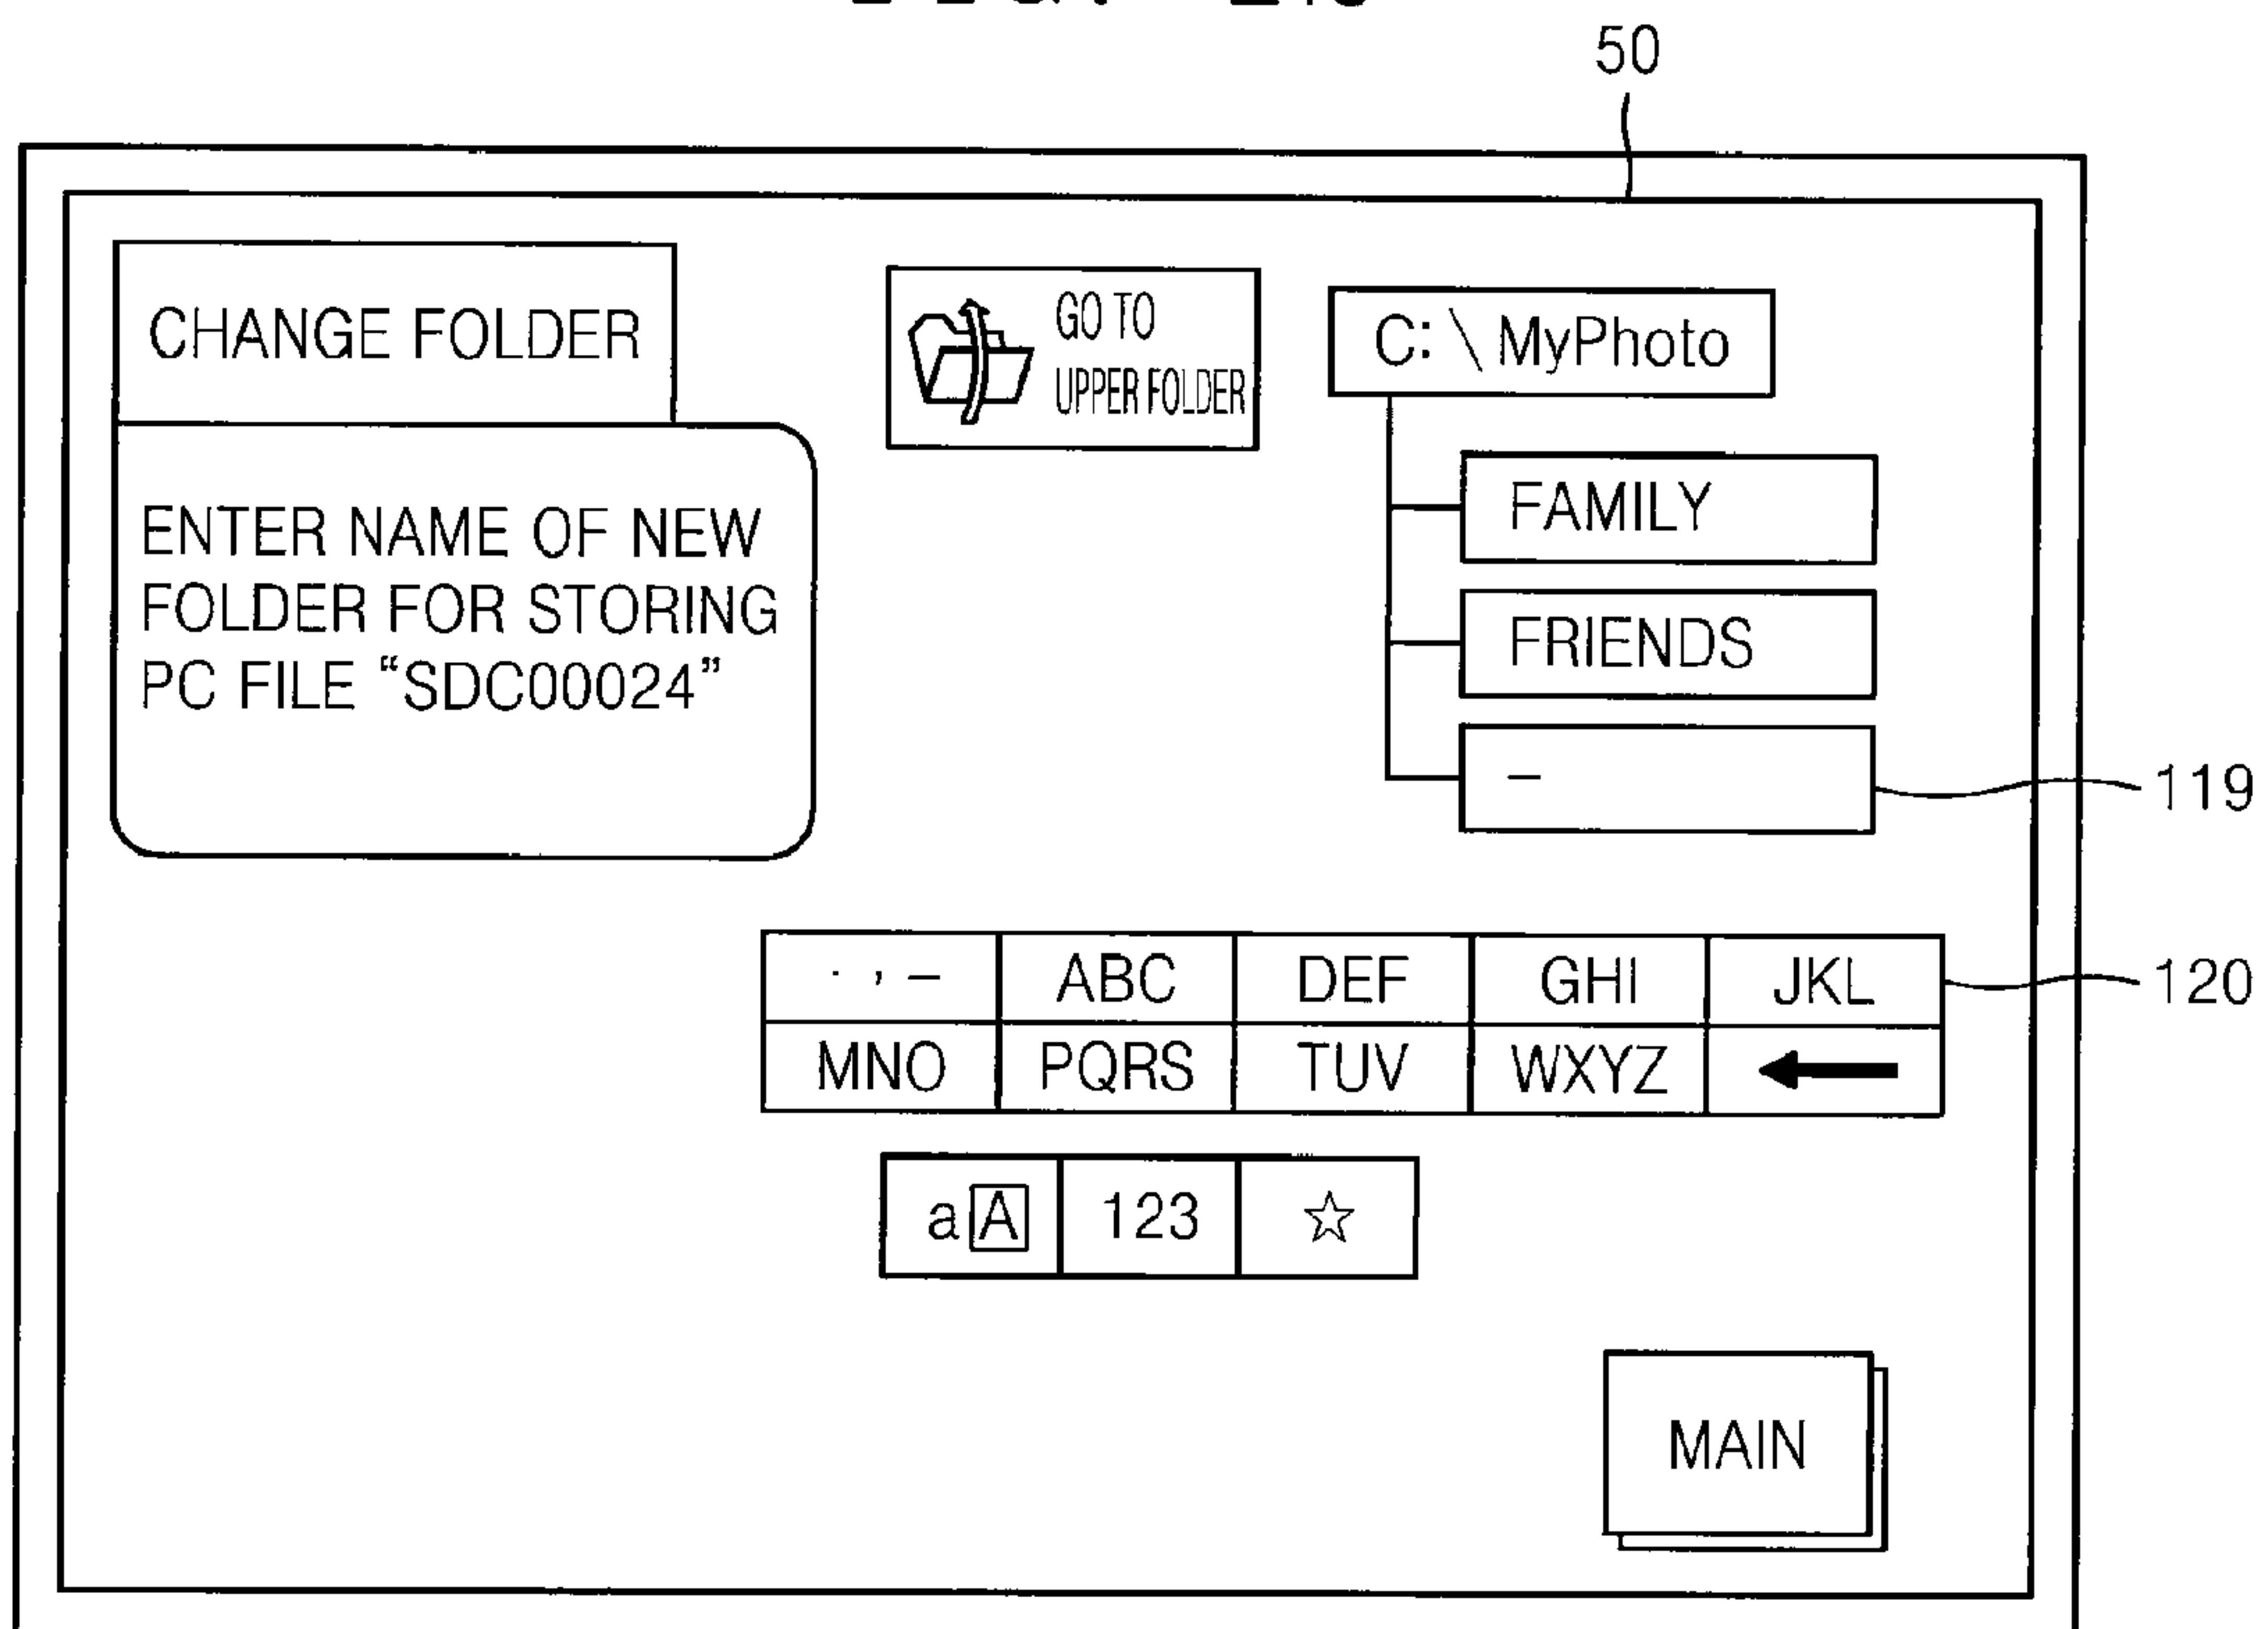 50
CHANGE FOLDER
GO TO
UPPER FOLDER
C:\MyPhoto
ENTER NAME OF NEW
FOLDER FOR STORING
PC FILE “SDC00024”
FAMILY
FRIENDS
–
119
. , – ABC DEF GHI JKL
120
MNO PQRS TUV WXYZ ←
aA 123 ☆
MAIN